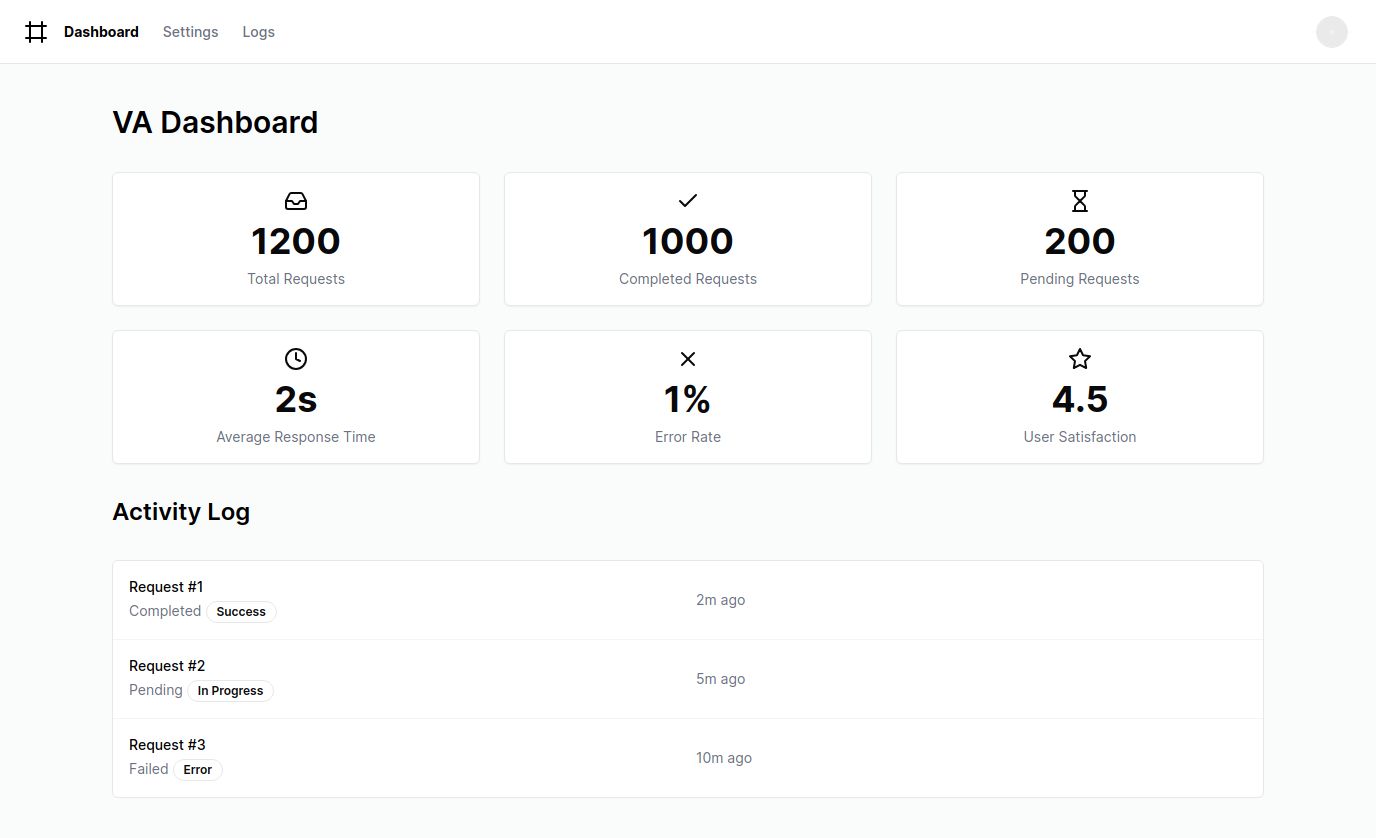 Dashboard Settings Logs
VA Dashboard
1200
Total Requests
1000
Completed Requests
200
Pending Requests
2s
Average Response Time
1%
Error Rate
4.5
User Satisfaction
Activity Log
Request #1
Completed Success
2m ago
Request #2
Pending In Progress
5m ago
Request #3
Failed Error
10m ago